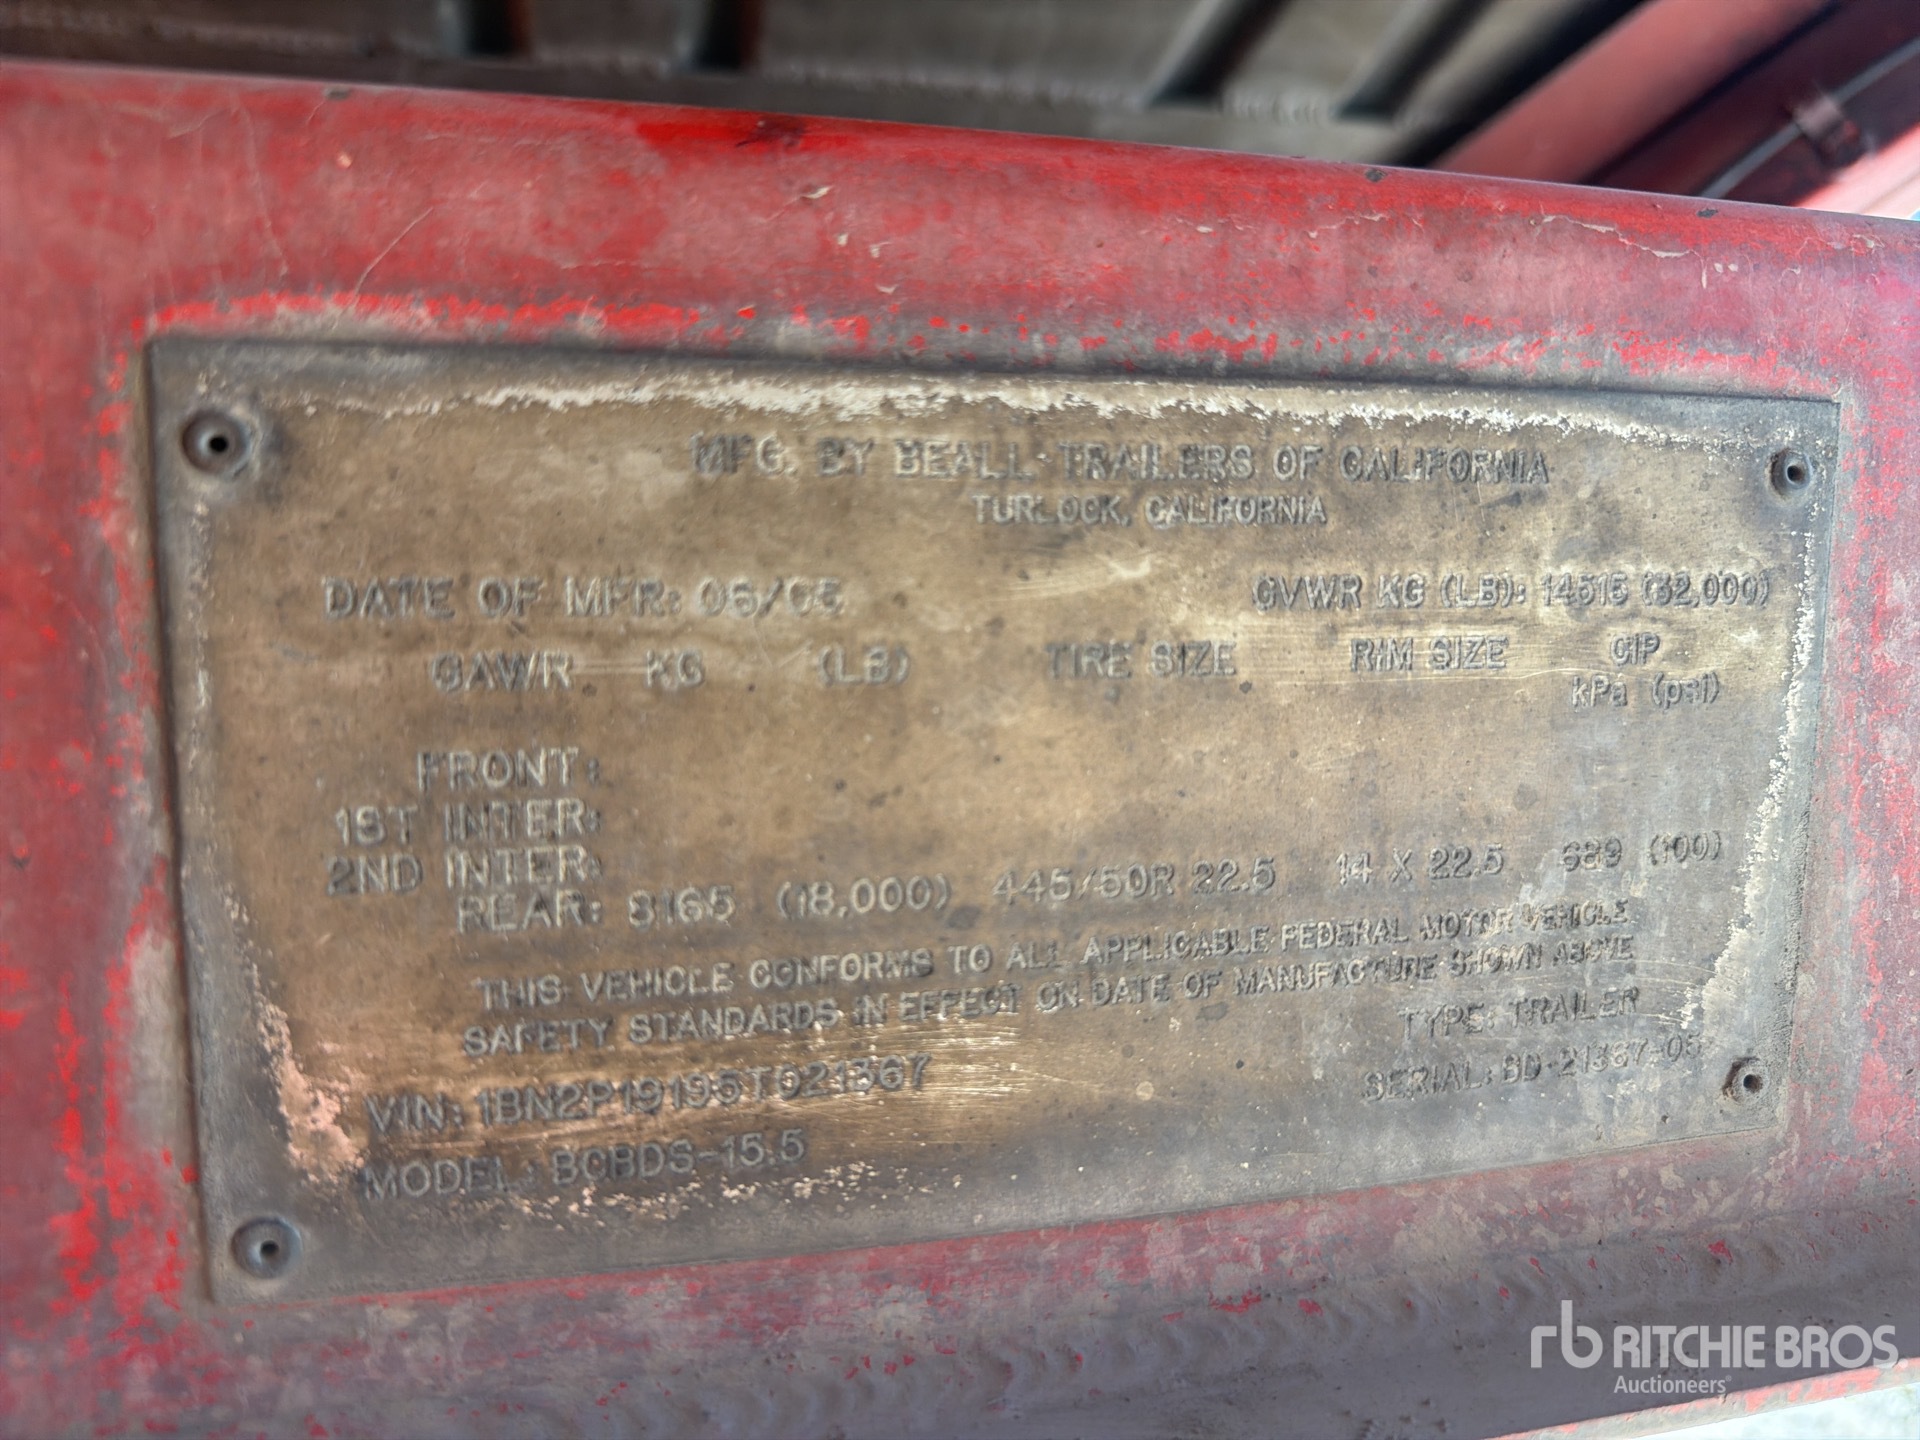 MFG. BY BEALL TRAILERS OF CALIFORNIA
TURLOCK, CALIFORNIA
DATE OF MFR: 06/05 GVWR KG (LB): 14515 (32,000)
GAWR KG (LB) TIRE SIZE RIM SIZE CIP
kPa (psi)
FRONT:
1ST INTER:
2ND INTER:
REAR: 8165 (18,000) 445/50R 22.5 14 X 22.5 689 (100)
THIS VEHICLE CONFORMS TO ALL APPLICABLE FEDERAL MOTOR VEHICLE
SAFETY STANDARDS IN EFFECT ON DATE OF MANUFACTURE SHOWN ABOVE
TYPE: TRAILER
VIN: 1BN2P19195T021367 SERIAL: BD-21367-05
MODEL: BCBDS-15.5
rb RITCHIE BROS.
Auctioneers